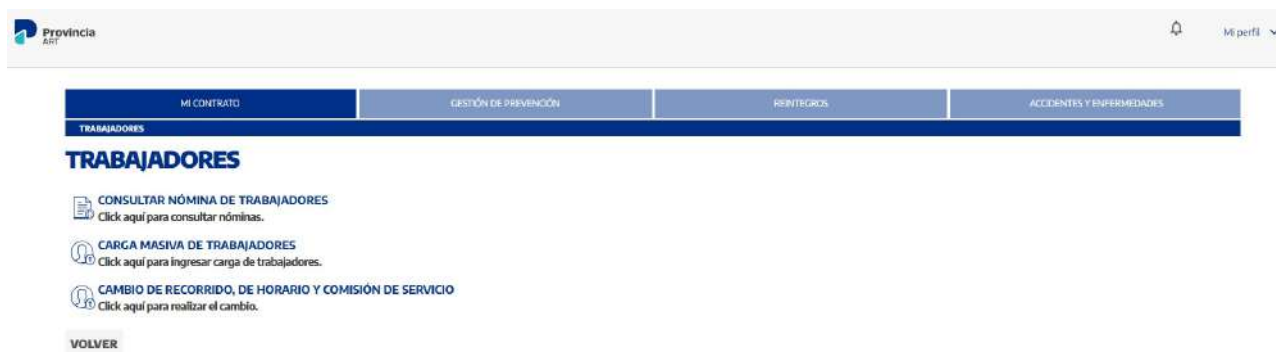 Provincia
ART
Mi perfil
MI CONTRATO
GESTIÓN DE PREVENCIÓN
REINTEGROS
ACCIDENTES Y ENFERMEDADES
TRABAJADORES
TRABAJADORES
CONSULTAR NÓMINA DE TRABAJADORES
Click aquí para consultar nóminas.
CARGA MASIVA DE TRABAJADORES
Click aquí para ingresar carga de trabajadores.
CAMBIO DE RECORRIDO, DE HORARIO Y COMISIÓN DE SERVICIO
Click aquí para realizar el cambio.
VOLVER